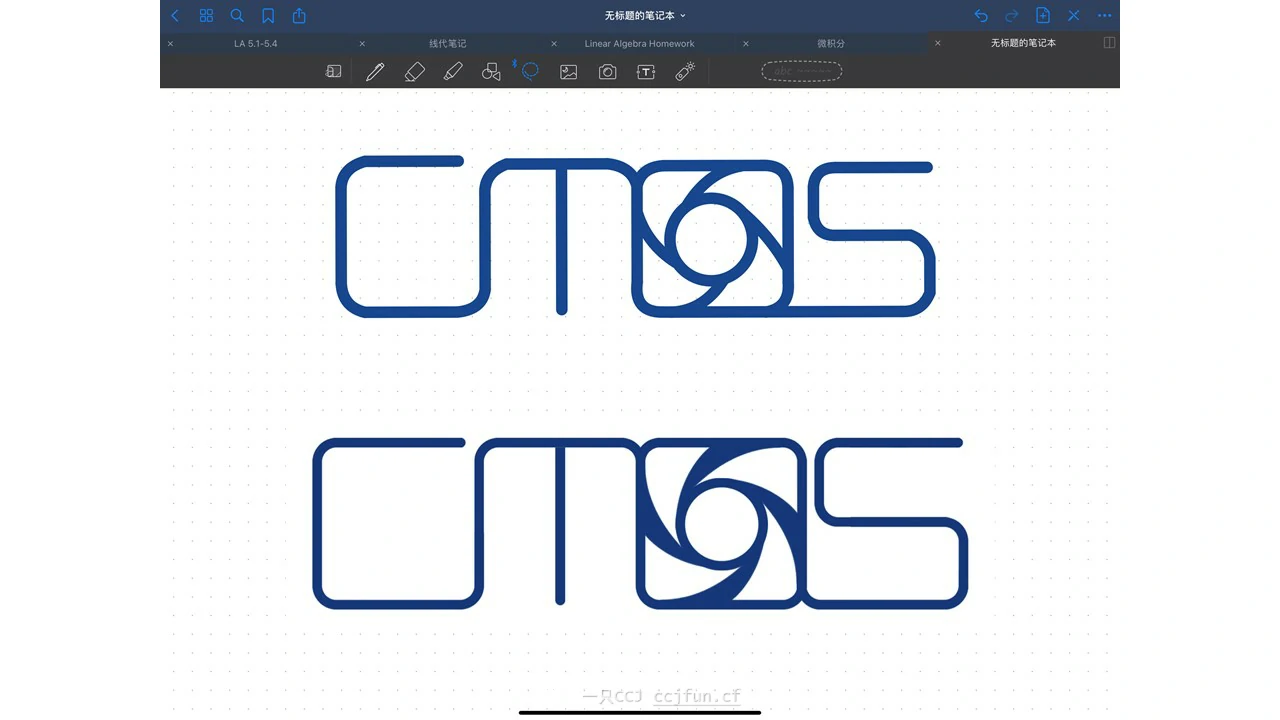 无标题的笔记本
LA 5.1-5.4
线代笔记
Linear Algebra Homework
微积分
无标题的笔记本
T
abc
CMOS
CMOS
一只CCJ ccjfun.cf